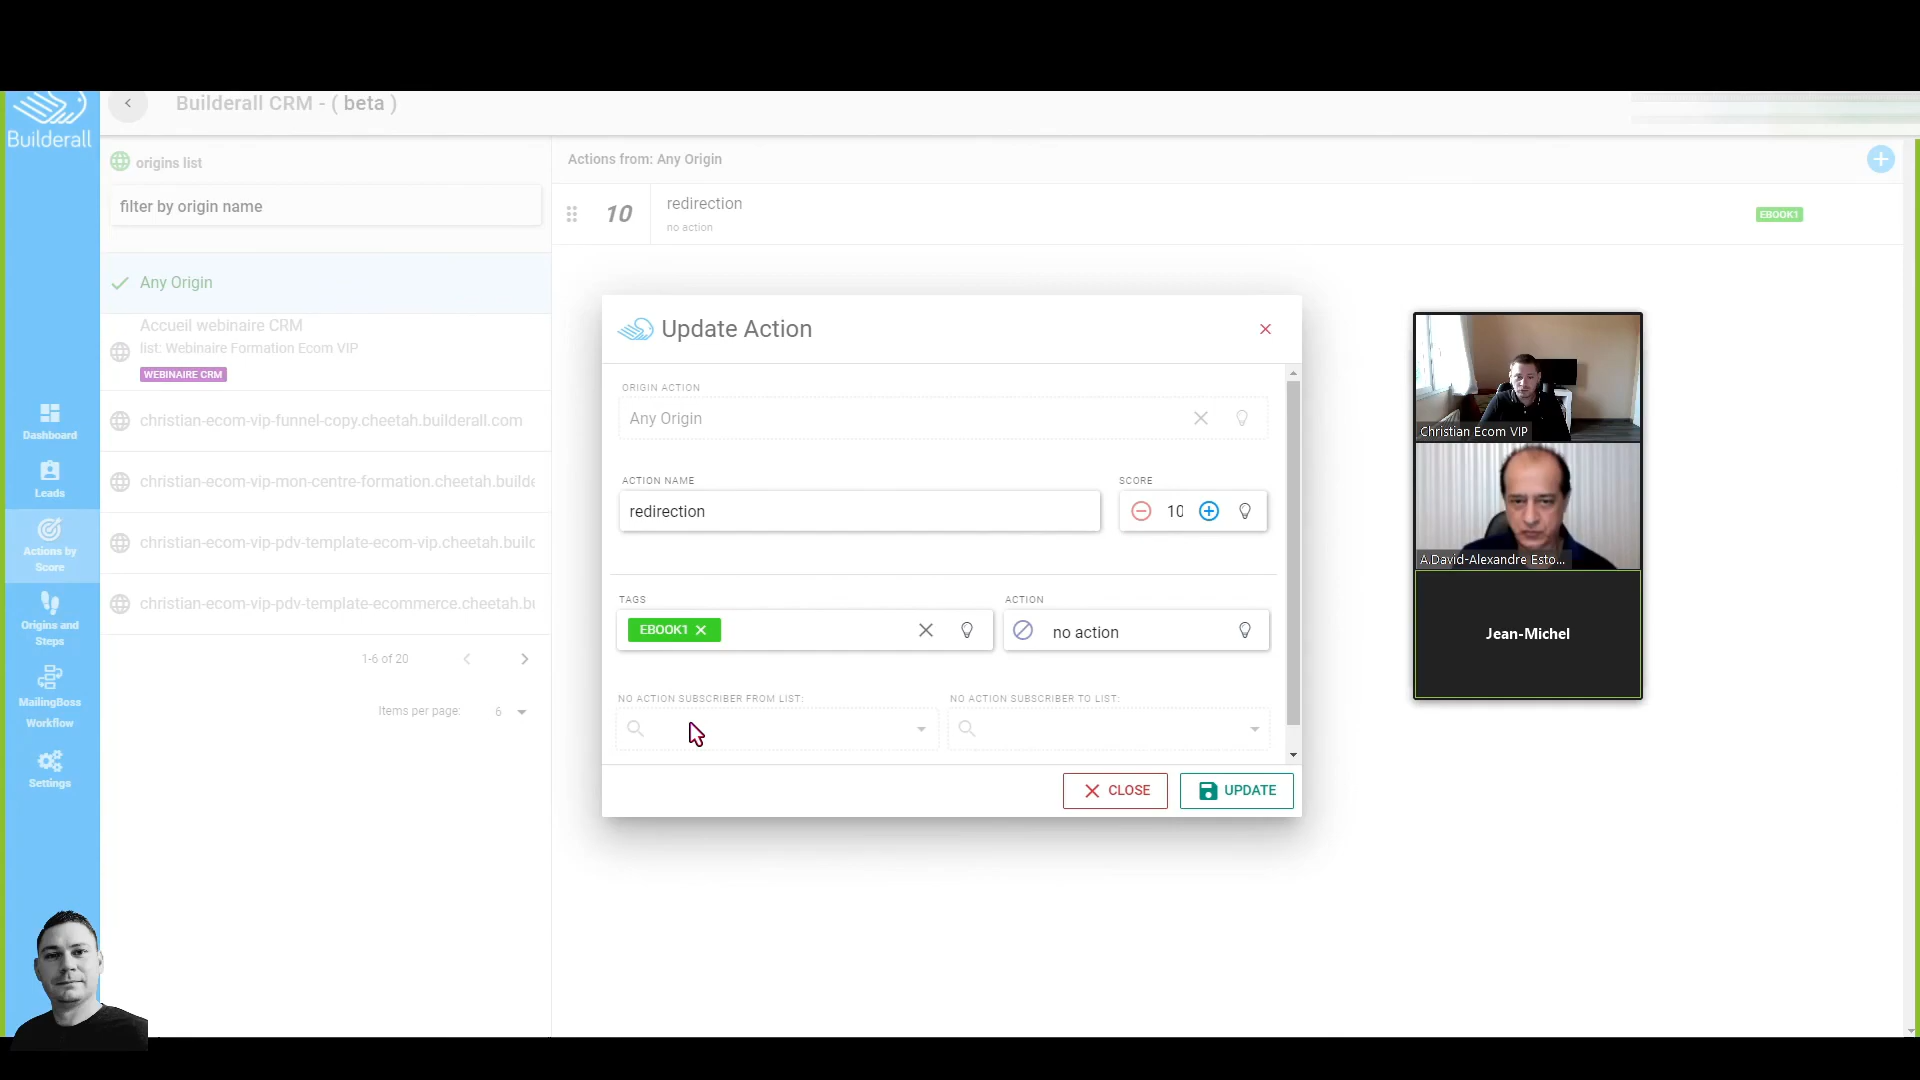 Builderall
Builderall CRM - ( beta )
origins list
filter by origin name
Any Origin
Accueil webinaire CRM
list: Webinaire Formation Ecom VIP
WEBINAIRE CRM
christian-ecom-vip-funnel-copy.cheetah.builderall.com
christian-ecom-vip-mon-centre-formation.cheetah.builde
christian-ecom-vip-pdv-template-ecom-vip.cheetah.builc
christian-ecom-vip-pdv-template-ecommerce.cheetah.bu
1-6 of 20
Items per page:
6
Dashboard
Leads
Actions by
Score
Origins and
Steps
MailingBoss
Workflow
Settings
Actions from: Any Origin
10
redirection
no action
EBOOK1
Update Action
ORIGIN ACTION
Any Origin
ACTION NAME
SCORE
redirection
10
TAGS
ACTION
EBOOK1
no action
NO ACTION SUBSCRIBER FROM LIST:
NO ACTION SUBSCRIBER TO LIST:
CLOSE
UPDATE
Christian Ecom VIP
A.David-Alexandre Esto...
Jean-Michel